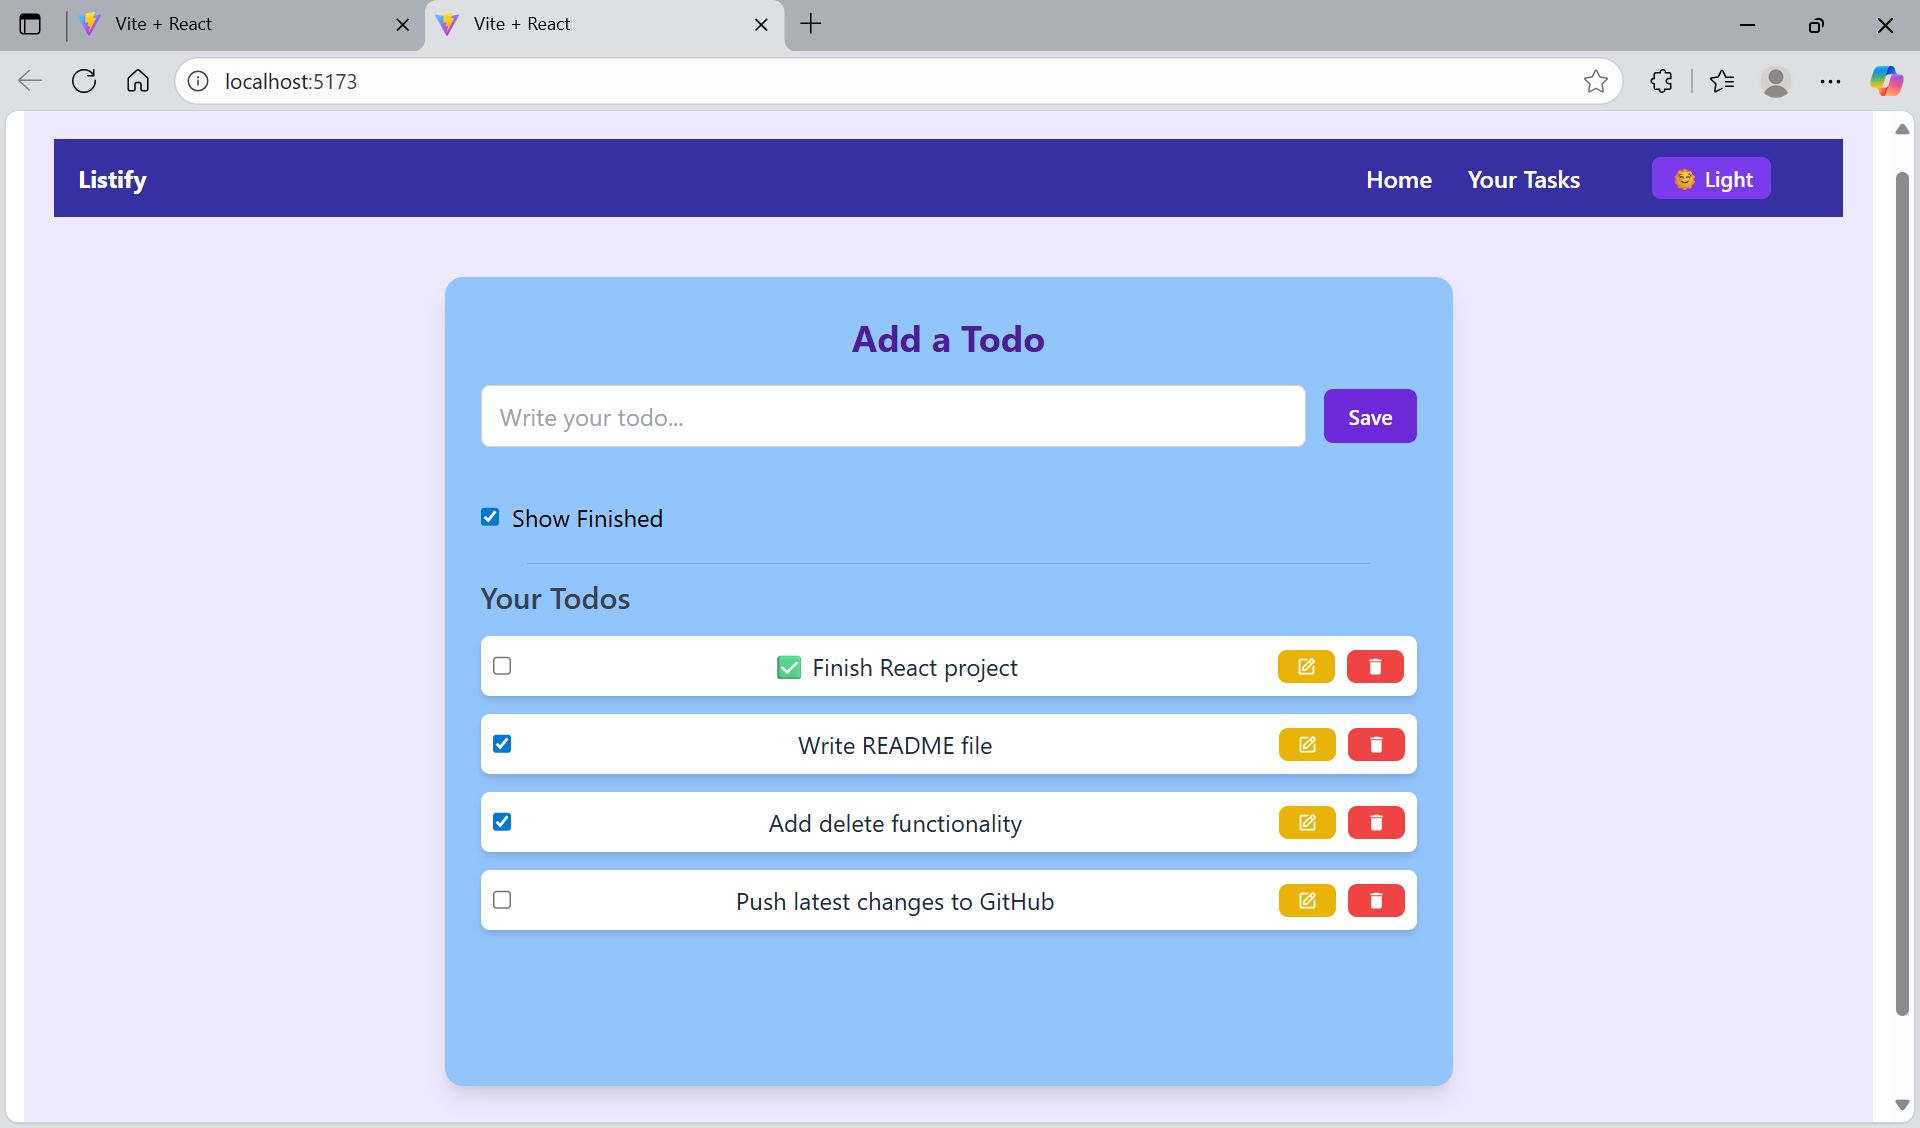 Vite + React
Vite + React
localhost:5173
Listify
Home
Your Tasks
🌞 Light
Add a Todo
Write your todo...
Save
Show Finished
Your Todos
✅ Finish React project
Write README file
Add delete functionality
Push latest changes to GitHub